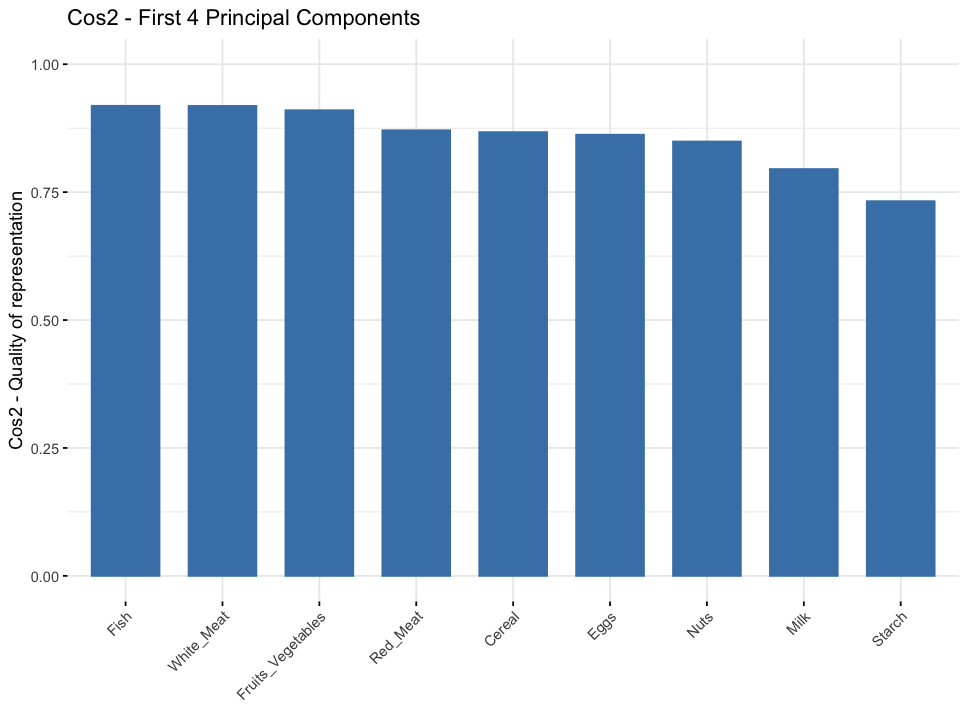 Cos2 - First 4 Principal Components
Cos2 - Quality of representation
1.00
0.75
0.50
0.25
0.00
Fish
White_Meat
Fruits_Vegetables
Red_Meat
Cereal
Eggs
Nuts
Milk
Starch